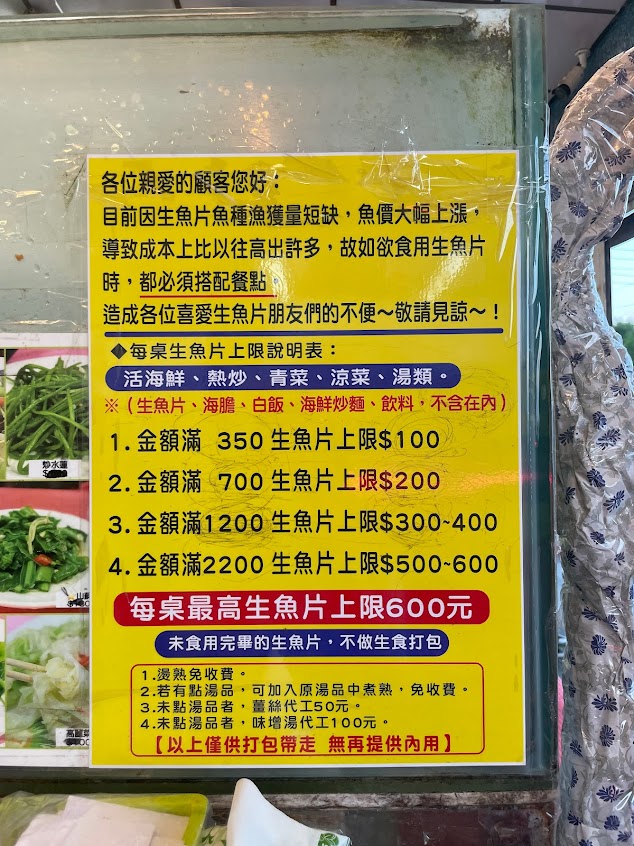 各位親愛的顧客您好：
目前因生魚片魚種漁獲量短缺，魚價大幅上漲，
導致成本上比以往高出許多，故如欲食用生魚片
時，都必須搭配餐點。
造成各位喜愛生魚片朋友們的不便～敬請見諒～！
◆每桌生魚片上限說明表：
活海鮮、熱炒、青菜、涼菜、湯類。
※（生魚片、海膽、白飯、海鮮炒麵、飲料，不含在內）
1. 金額滿 350 生魚片上限$100
2. 金額滿 700 生魚片上限$200
3. 金額滿1200 生魚片上限$300~400
4. 金額滿2200 生魚片上限$500~600
每桌最高生魚片上限600元
未食用完畢的生魚片，不做生食打包
1.燙熟免收費。
2.若有點湯品，可加入原湯品中煮熟，免收費。
3.未點湯品者，薑絲代工50元。
4.未點湯品者，味增湯代工100元。
【以上僅供打包帶走 無再提供內用】
炒水蓮
高麗菜